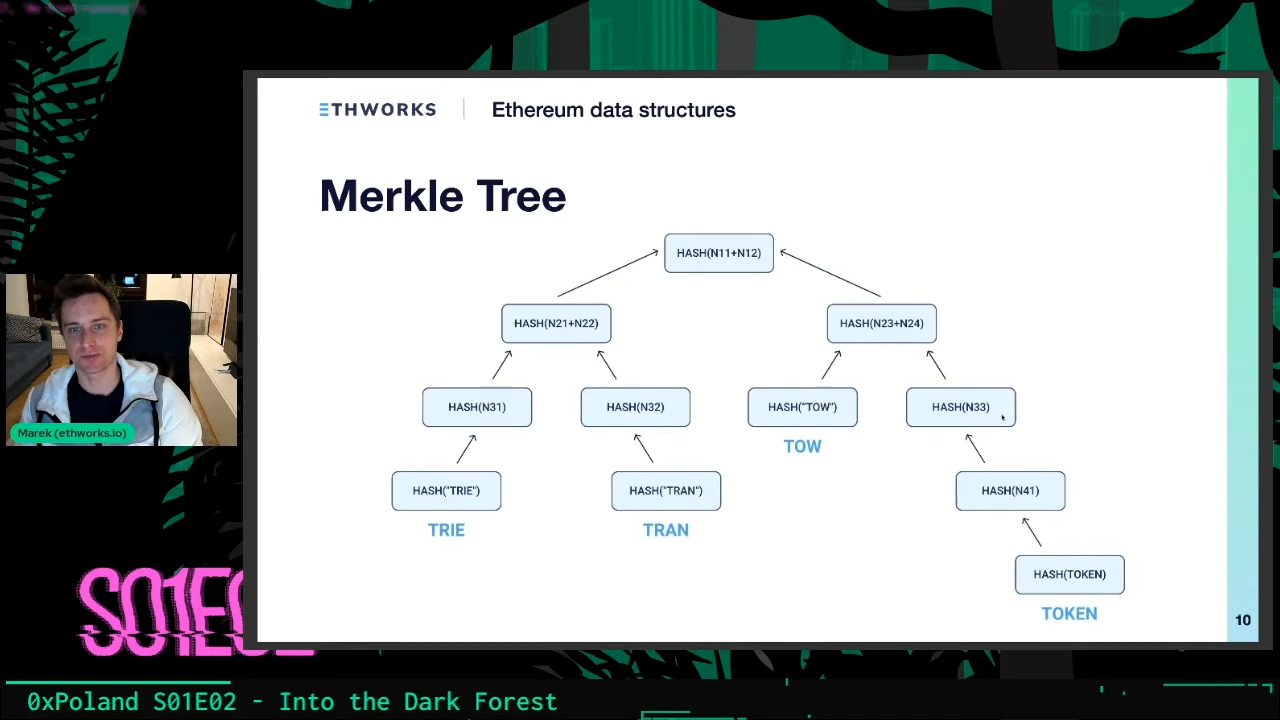 ETHWORKS
Ethereum data structures
Merkle Tree
HASH(N11+N12)
HASH(N21+N22)
HASH(N23+N24)
HASH(N31)
HASH(N32)
HASH("TOW")
HASH(N33)
TOW
HASH("TRIE")
HASH("TRAN")
HASH(N41)
TRIE
TRAN
HASH(TOKEN)
TOKEN
10
Marek (ethworks.io)
S01E02
0xPoland S01E02 - Into the Dark Forest